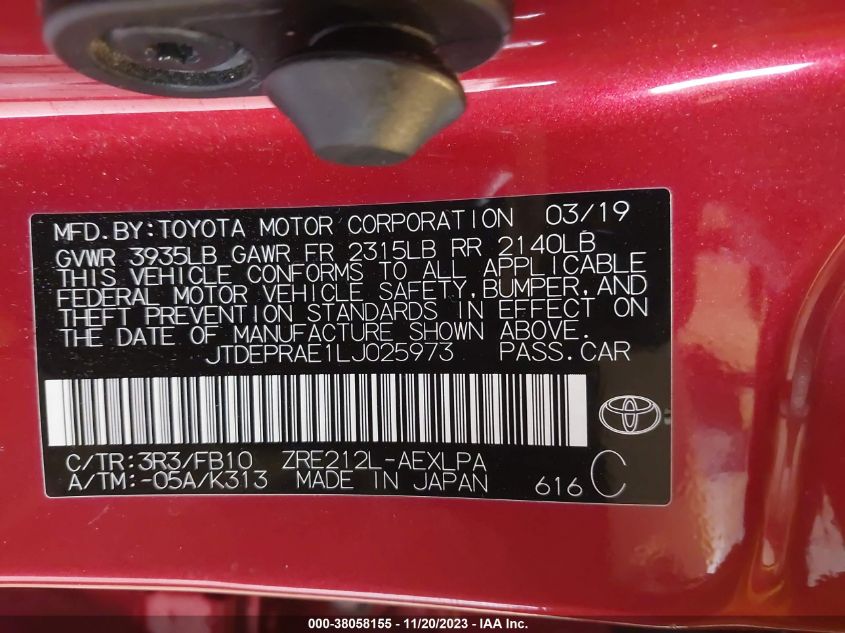 MFD. BY: TOYOTA MOTOR CORPORATION 03/19
GVWR 3935LB GAWR FR 2315LB RR 2140LB
THIS VEHICLE CONFORMS TO ALL APPLICABLE
FEDERAL MOTOR VEHICLE SAFETY, BUMPER, AND
THEFT PREVENTION STANDARDS IN EFFECT ON
THE DATE OF MANUFACTURE SHOWN ABOVE.
JTDEPRAE1LJ025973 PASS. CAR
C/TR: 3R3/FB10 ZRE212L-AEXLPA
A/TM: -05A/K313 MADE IN JAPAN 616 C
000-38058155 — 11/20/2023 — IAA Inc.